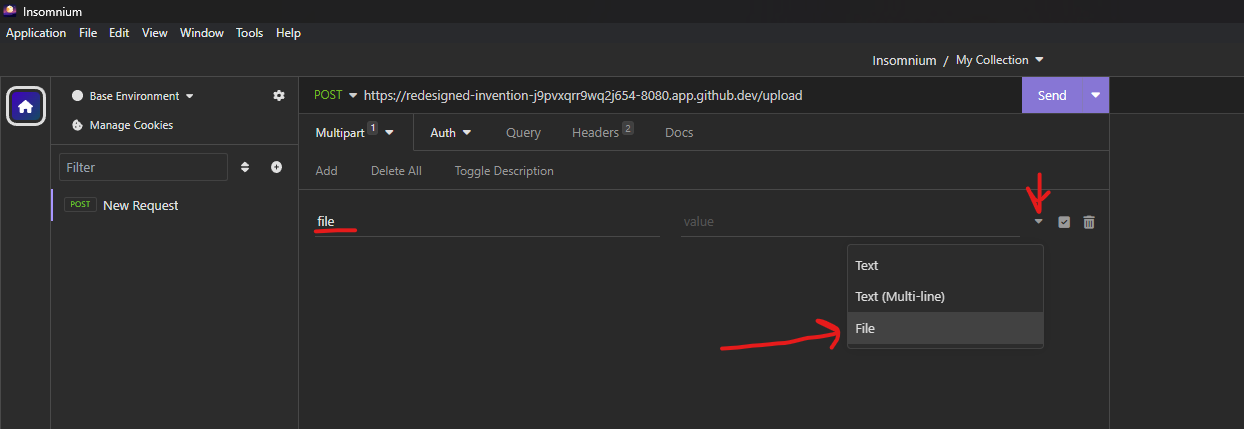 Insomnium
Application File Edit View Window Tools Help
Insomnium / My Collection
Base Environment
Manage Cookies
Filter
POST New Request
POST https://redesigned-invention-j9pvxqrr9wq2j654-8080.app.github.dev/upload Send
Multipart 1 Auth Query Headers 2 Docs
Add Delete All Toggle Description
file value
Text
Text (Multi-line)
File